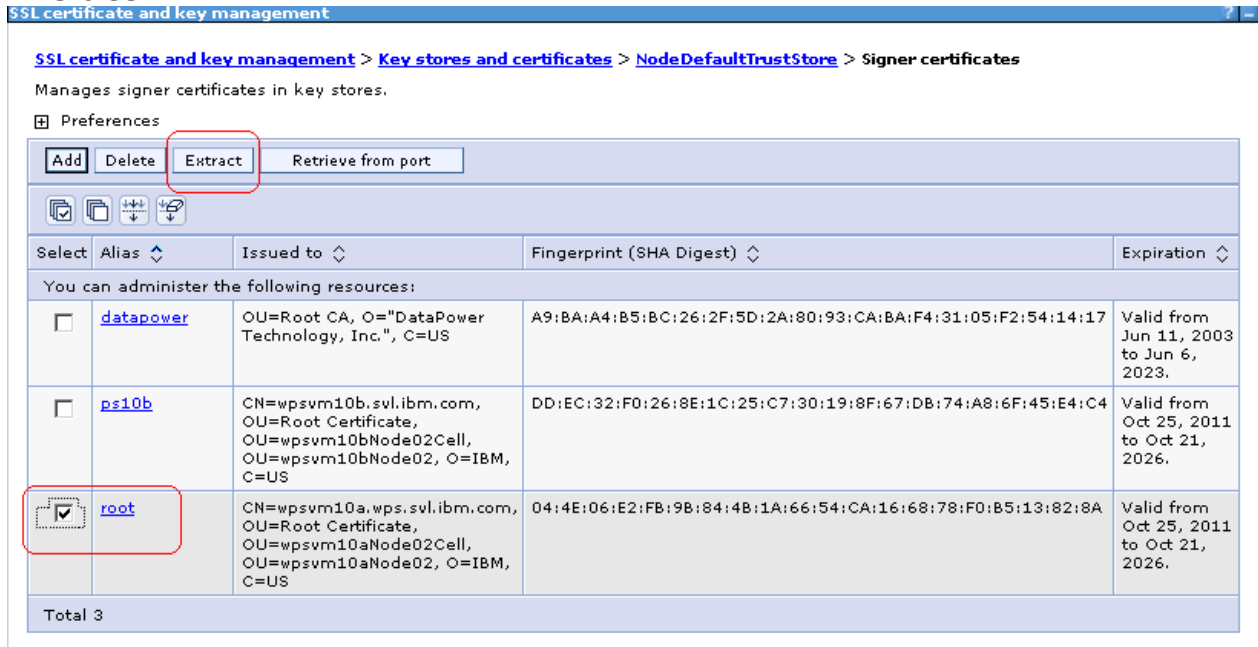 SSL certificate and key management ? –
SSL certificate and key management > Key stores and certificates > NodeDefaultTrustStore > Signer certificates
Manages signer certificates in key stores.
Preferences
Add Delete Extract Retrieve from port
Select Alias Issued to Fingerprint (SHA Digest) Expiration
You can administer the following resources:
datapower OU=Root CA, O="DataPower A9:BA:A4:B5:BC:26:2F:5D:2A:80:93:CA:BA:F4:31:05:F2:54:14:17 Valid from
Technology, Inc.", C=US Jun 11, 2003
to Jun 6,
2023.
ps10b CN=wpsvm10b.svl.ibm.com, DD:EC:32:F0:26:8E:1C:25:C7:30:19:8F:67:DB:74:A8:6F:45:E4:C4 Valid from
OU=Root Certificate, Oct 25, 2011
OU=wpsvm10bNode02Cell, to Oct 21,
OU=wpsvm10bNode02, O=IBM, 2026.
C=US
root CN=wpsvm10a.wps.svl.ibm.com, 04:4E:06:E2:FB:9B:84:4B:1A:66:54:CA:16:68:78:F0:B5:13:82:8A Valid from
OU=Root Certificate, Oct 25, 2011
OU=wpsvm10aNode02Cell, to Oct 21,
OU=wpsvm10aNode02, O=IBM, 2026.
C=US
Total 3